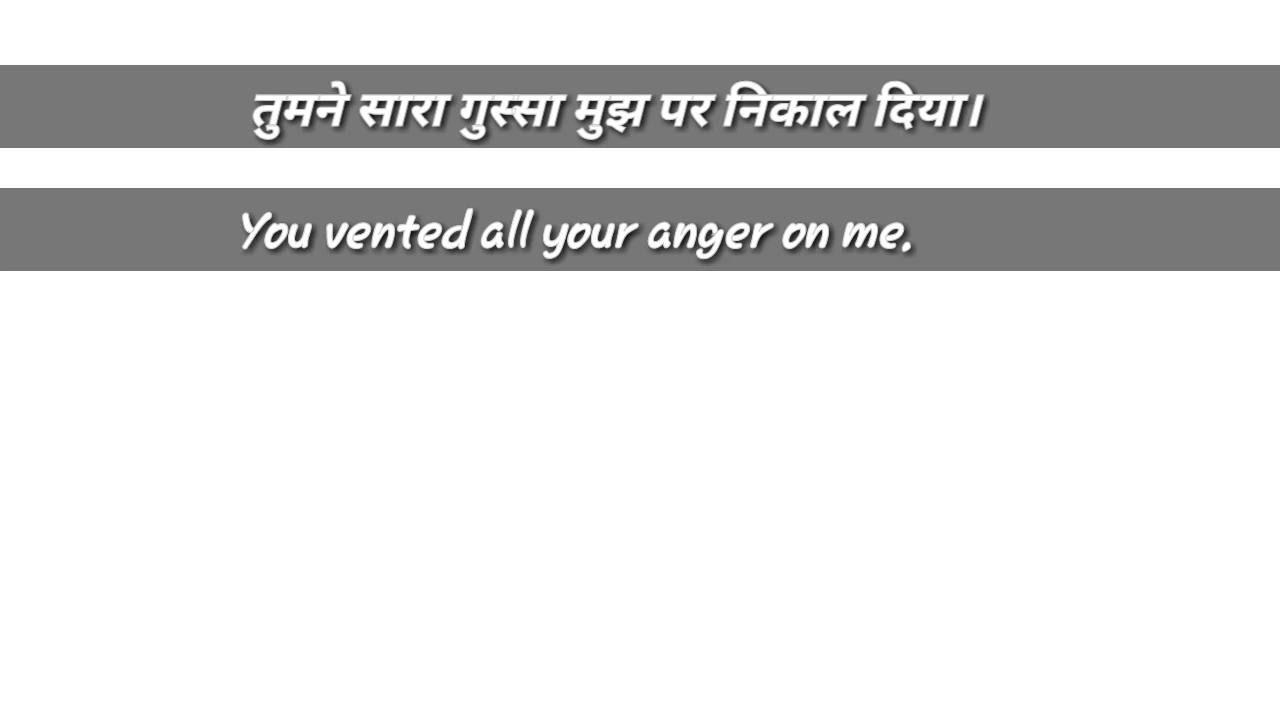 तुमने सारा गुस्सा मुझ पर निकाल दिया।
You vented all your anger on me.